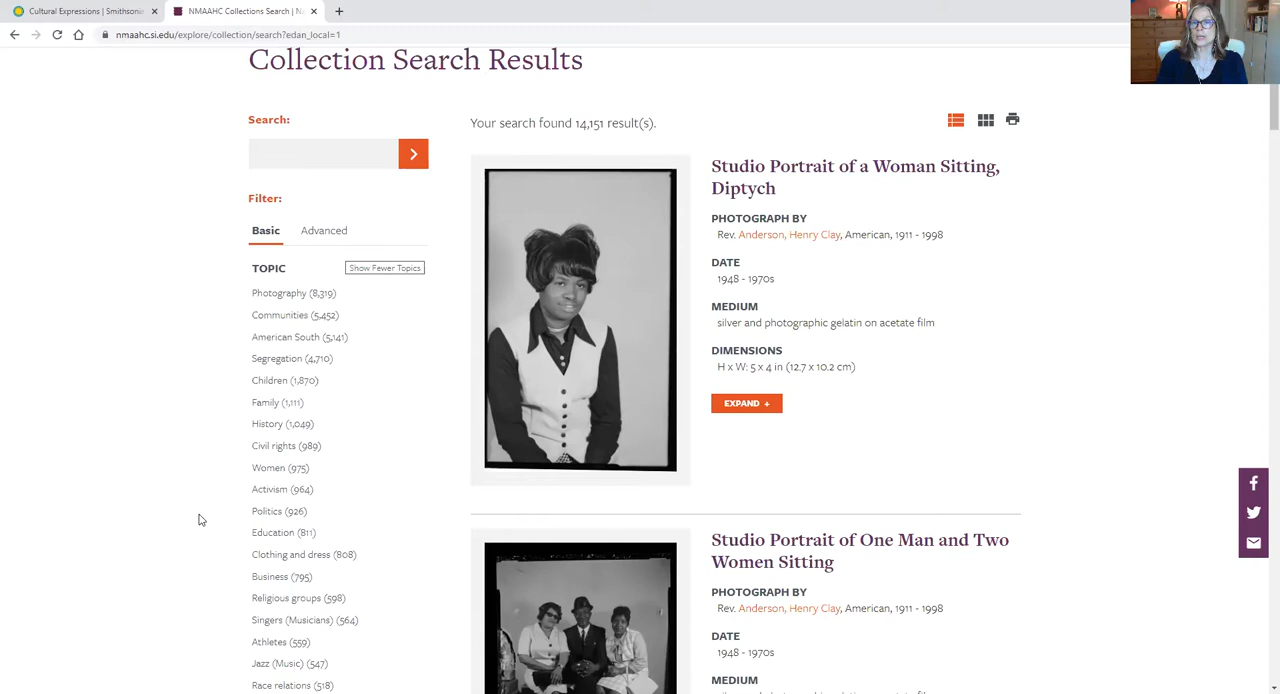 Cultural Expressions | Smithsonia
NMAAHC Collections Search | Na
nmaahc.si.edu/explore/collection/search?edan_local=1
Collection Search Results
Search:
Your search found 14,151 result(s).
Filter:
Basic Advanced
TOPIC
Show Fewer Topics
Photography (8,319)
Communities (5,452)
American South (5,141)
Segregation (4,710)
Children (1,870)
Family (1,111)
History (1,049)
Civil rights (989)
Women (975)
Activism (964)
Politics (926)
Education (811)
Clothing and dress (808)
Business (795)
Religious groups (598)
Singers (Musicians) (564)
Athletes (559)
Jazz (Music) (547)
Race relations (518)
Studio Portrait of a Woman Sitting,
Diptych
PHOTOGRAPH BY
Rev. Anderson, Henry Clay, American, 1911 - 1998
DATE
1948 - 1970s
MEDIUM
silver and photographic gelatin on acetate film
DIMENSIONS
H x W: 5 x 4 in (12.7 x 10.2 cm)
EXPAND +
Studio Portrait of One Man and Two
Women Sitting
PHOTOGRAPH BY
Rev. Anderson, Henry Clay, American, 1911 - 1998
DATE
1948 - 1970s
MEDIUM